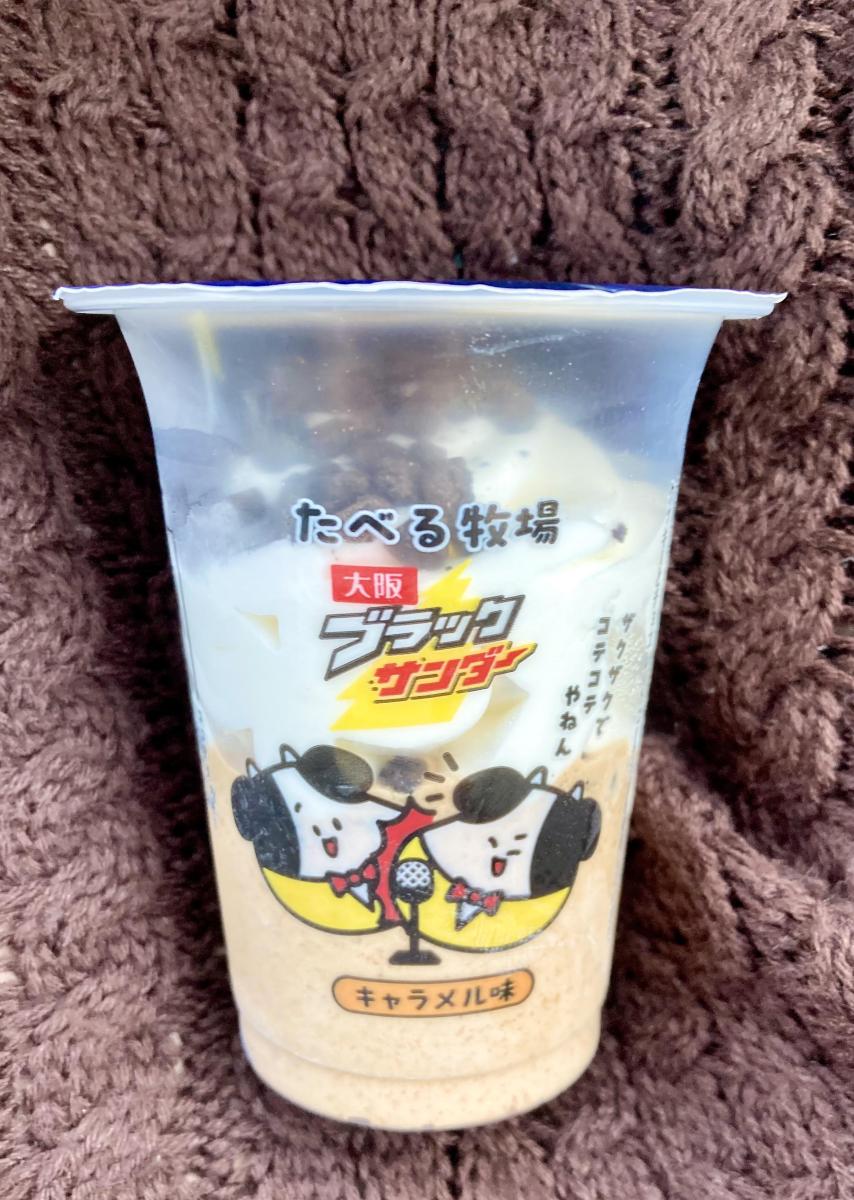 たべる牧場
大阪
ブラック
サンダー
ザクザクで
コテコテ
やねん
キャラメル味